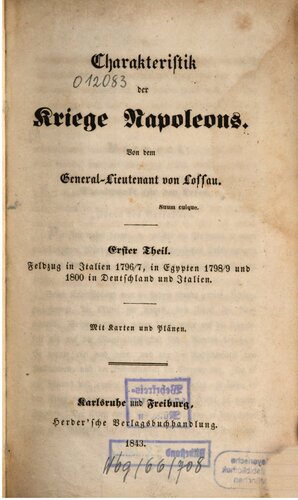 Charakteristik
012083
der
Kriege Napoleons.
Von dem
General-Lieutenant von Lossau.
Suum cuique.
Erster Theil.
Feldzug in Italien 1796/7, in Egypten 1798/9 und
1800 in Deutschland und Italien.
Mit Karten und Plänen.
Karlsruhe und Freiburg,
Herder'sche Verlagsbuchhandlung.
1843.